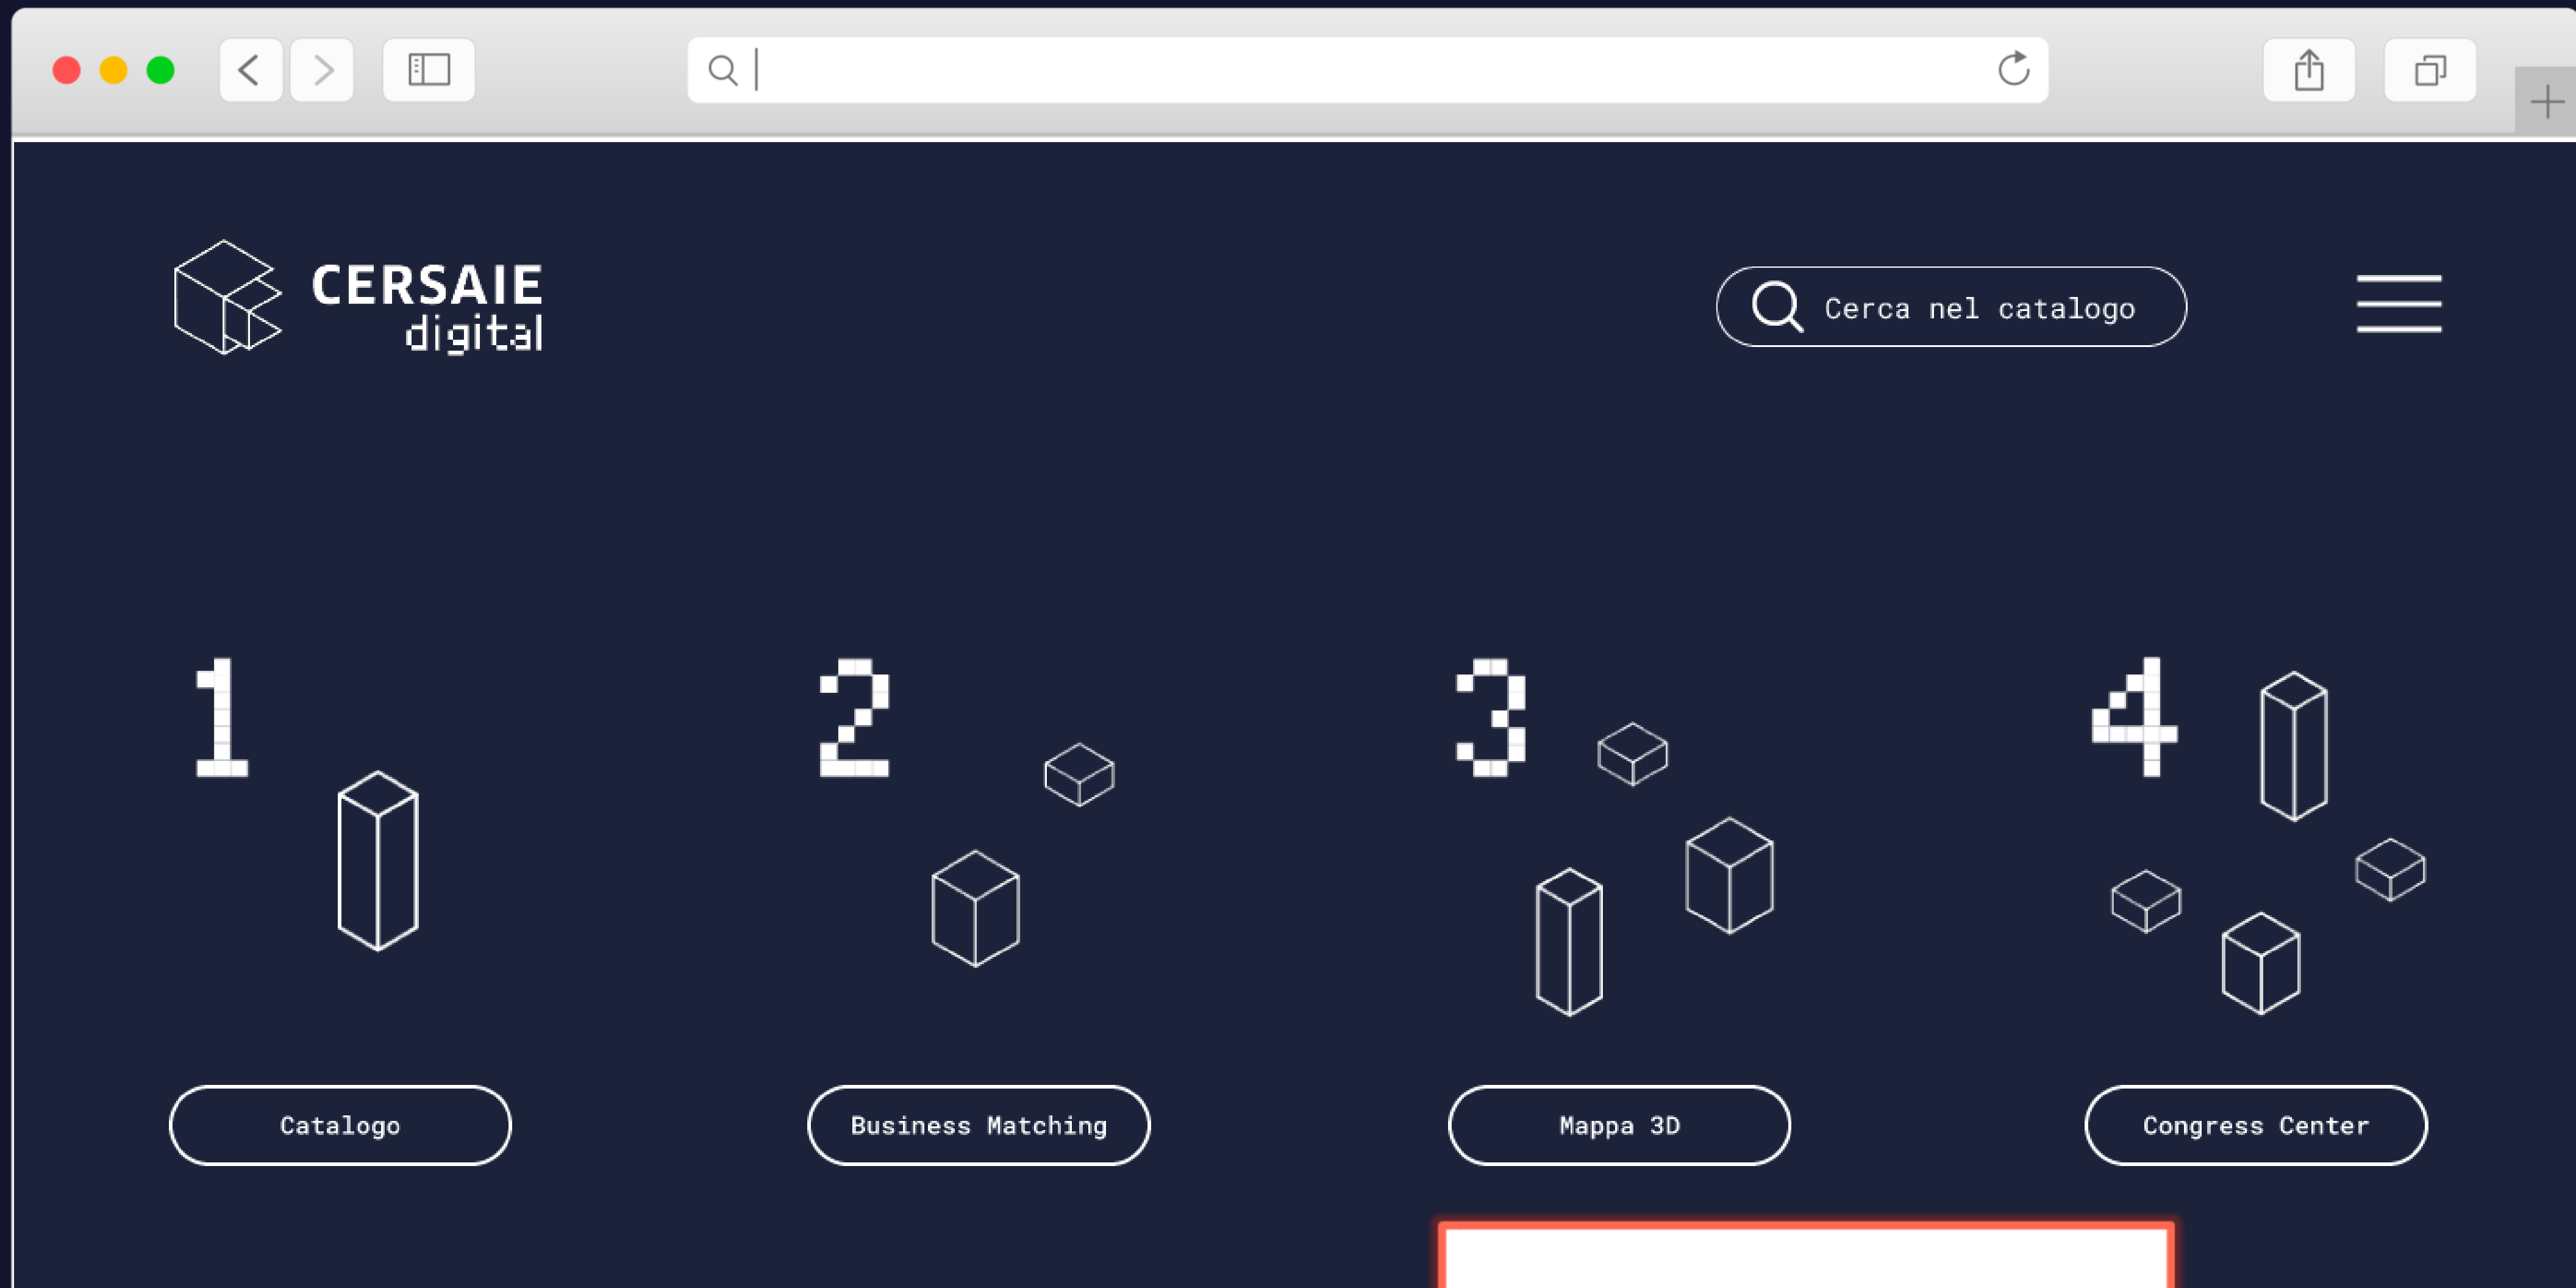 CERSAIE
digital
Cerca nel catalogo
1
2
3
4
Catalogo
Business Matching
Mappa 3D
Congress Center